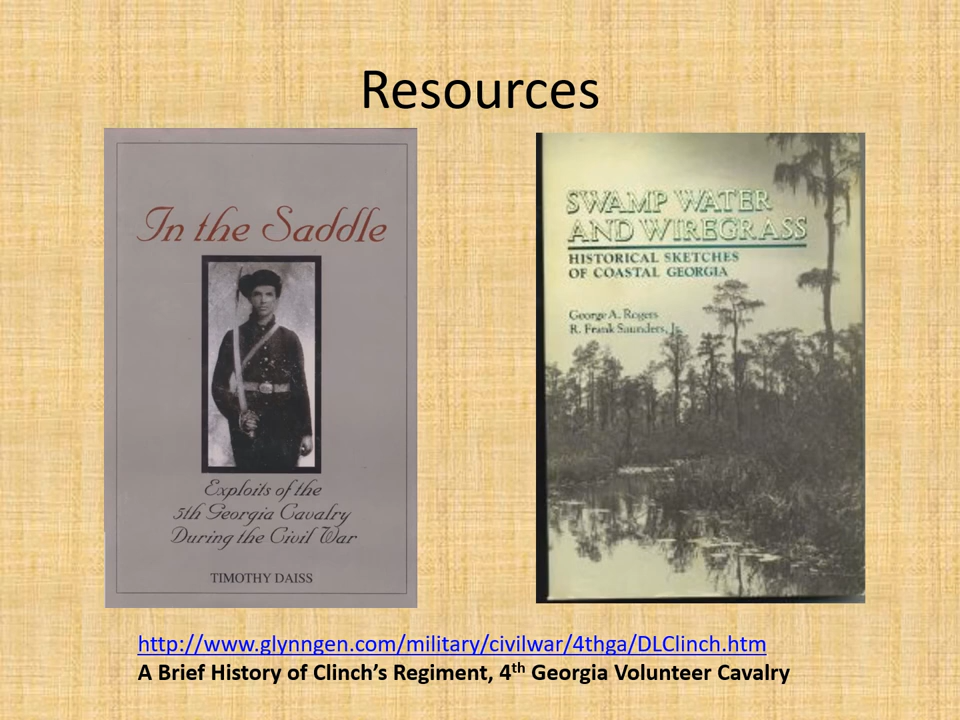 Resources
In the Saddle
Exploits of the
5th Georgia Cavalry
During the Civil War
TIMOTHY DAISS
SWAMP WATER
AND WIREGRASS
HISTORICAL SKETCHES
OF COASTAL GEORGIA
George A. Rogers
R. Frank Saunders, Jr.
http://www.glynngen.com/military/civilwar/4thga/DLClinch.htm
A Brief History of Clinch’s Regiment, 4th Georgia Volunteer Cavalry